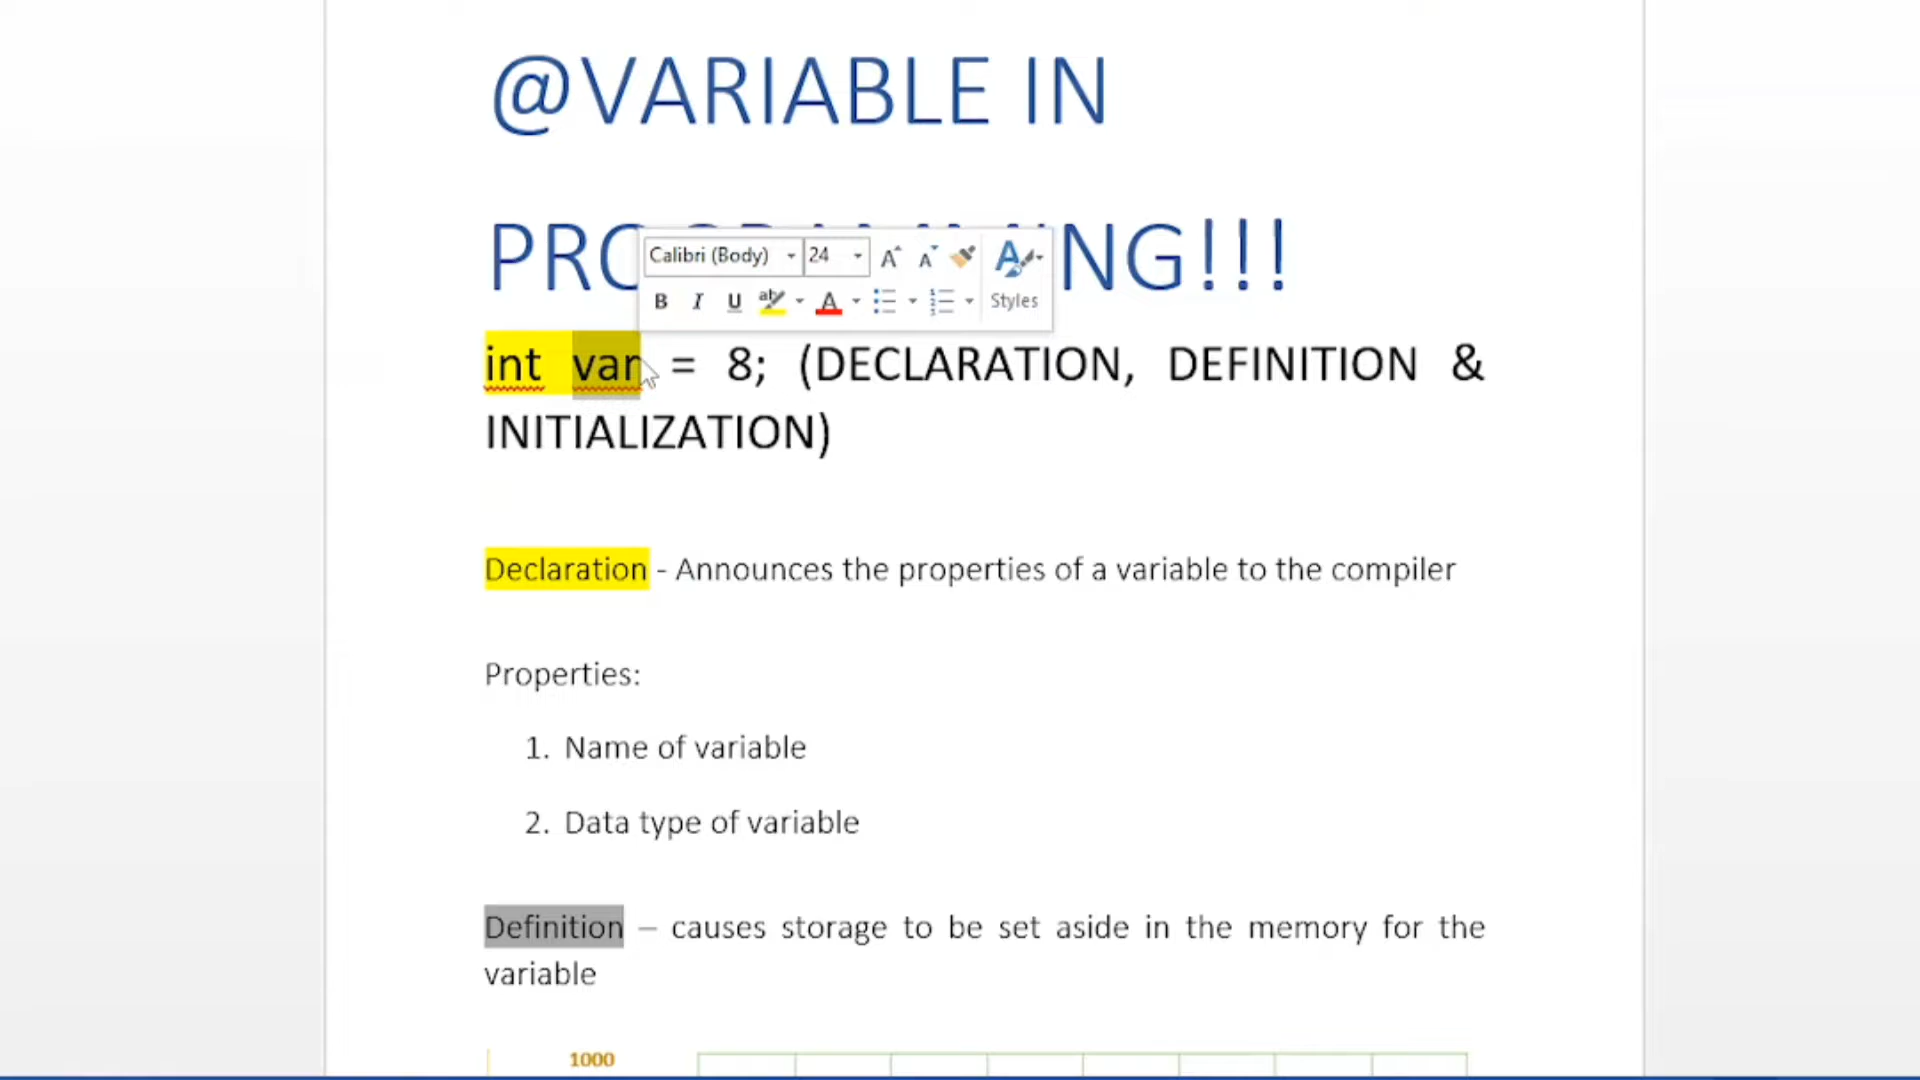 @VARIABLE IN
PRO NG!!!
Calibri (Body) 24
Styles
int var = 8; (DECLARATION, DEFINITION &
INITIALIZATION)
Declaration - Announces the properties of a variable to the compiler
Properties:
1. Name of variable
2. Data type of variable
Definition – causes storage to be set aside in the memory for the
variable
1000